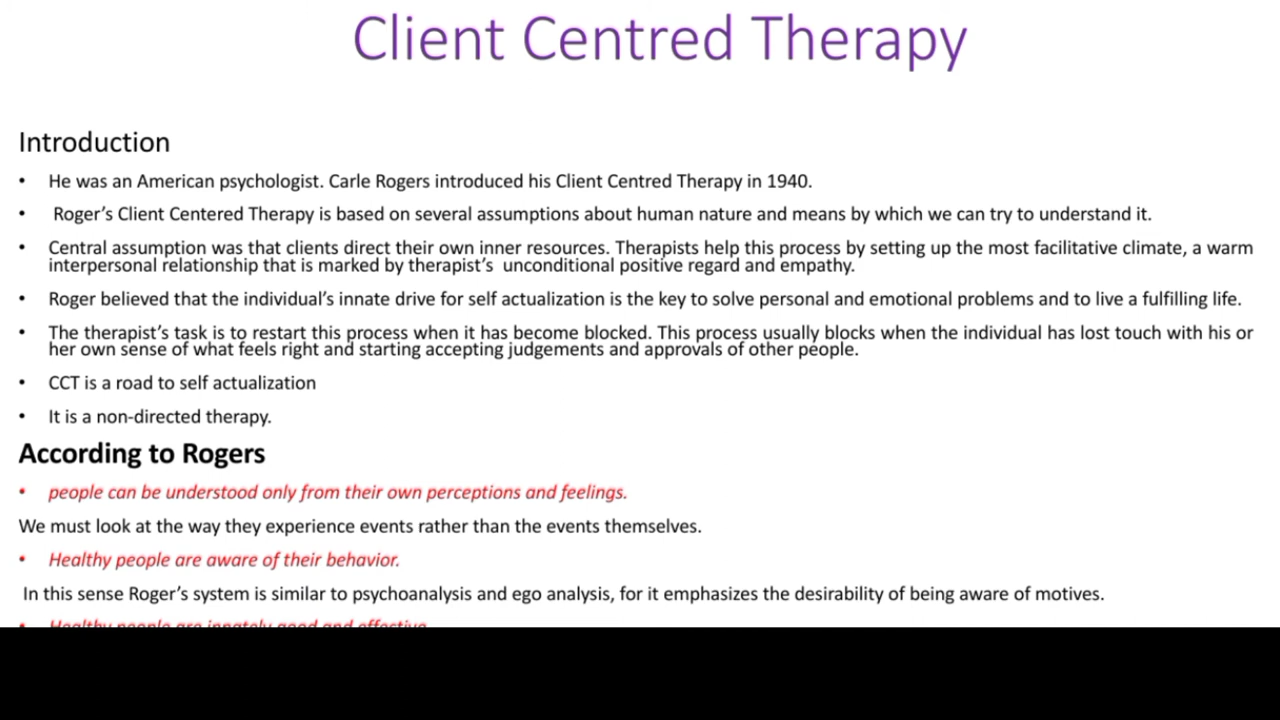 Client Centred Therapy
Introduction
• He was an American psychologist. Carle Rogers introduced his Client Centred Therapy in 1940.
• Roger's Client Centered Therapy is based on several assumptions about human nature and means by which we can try to understand it.
• Central assumption was that clients direct their own inner resources. Therapists help this process by setting up the most facilitative climate, a warm
interpersonal relationship that is marked by therapist's unconditional positive regard and empathy.
• Roger believed that the individual's innate drive for self actualization is the key to solve personal and emotional problems and to live a fulfilling life.
• The therapist's task is to restart this process when it has become blocked. This process usually blocks when the individual has lost touch with his or
her own sense of what feels right and starting accepting judgements and approvals of other people.
• CCT is a road to self actualization
• It is a non-directed therapy.
According to Rogers
• people can be understood only from their own perceptions and feelings.
We must look at the way they experience events rather than the events themselves.
• Healthy people are aware of their behavior.
In this sense Roger's system is similar to psychoanalysis and ego analysis, for it emphasizes the desirability of being aware of motives.
• Healthy people are innately good and effective